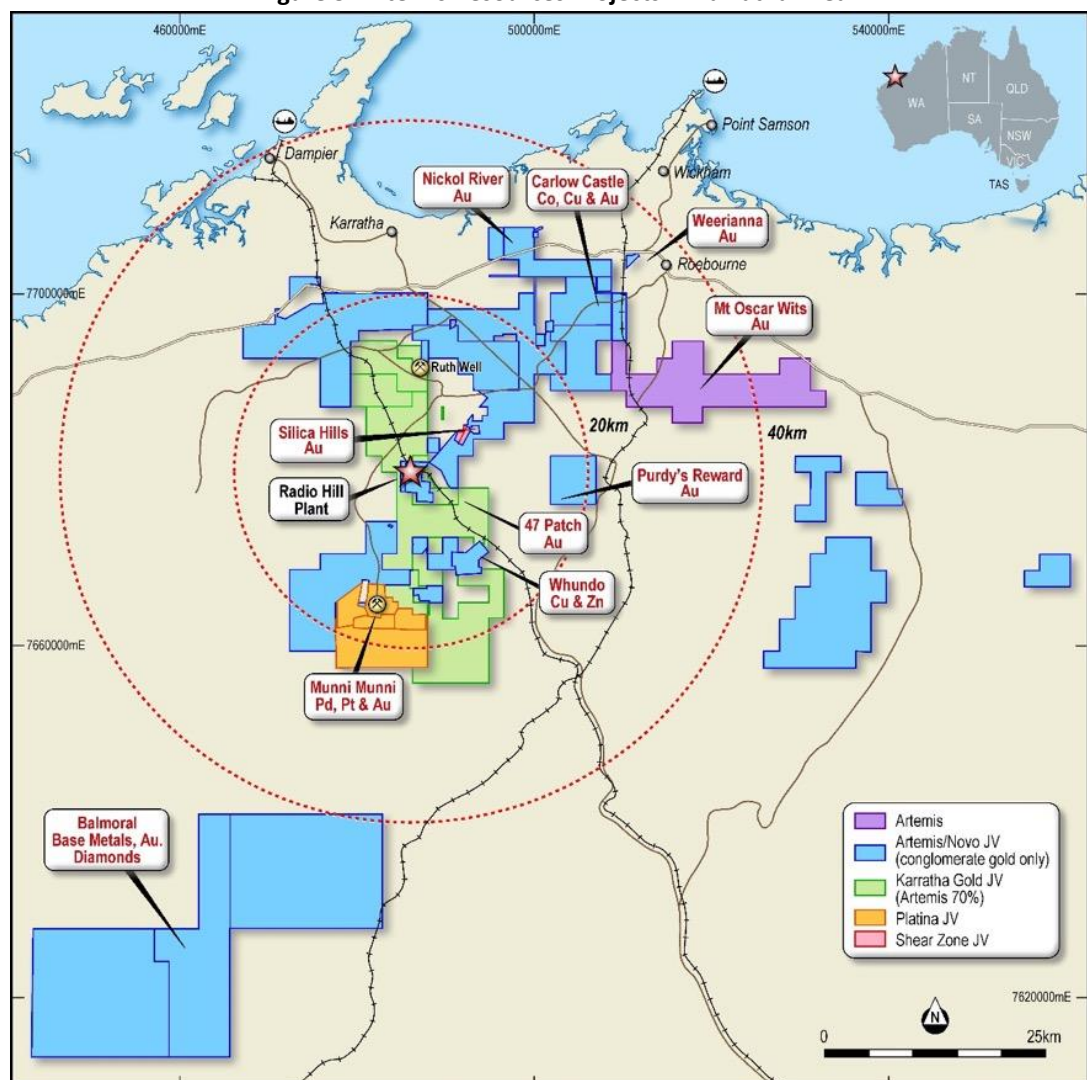 460000mE
500000mE
540000mE
NT
QLD
WA
SA
NSW
VIC
TAS
Point Samson
Dampier
Wickham
Nickol River
Au
Carlow Castle
Co, Cu & Au
Weerianna
Au
Karratha
Roebourne
7700000mE
Mt Oscar Wits
Au
Ruth Well
Silica Hills
Au
20km
40km
Radio Hill
Plant
Purdy's Reward
Au
47 Patch
Au
Whundo
Cu & Zn
7660000mE
Munni Munni
Pd, Pt & Au
Balmoral
Base Metals, Au.
Diamonds
Artemis
Artemis/Novo JV
(conglomerate gold only)
Karratha Gold JV
(Artemis 70%)
Platina JV
Shear Zone JV
7620000mE
N
0
25km